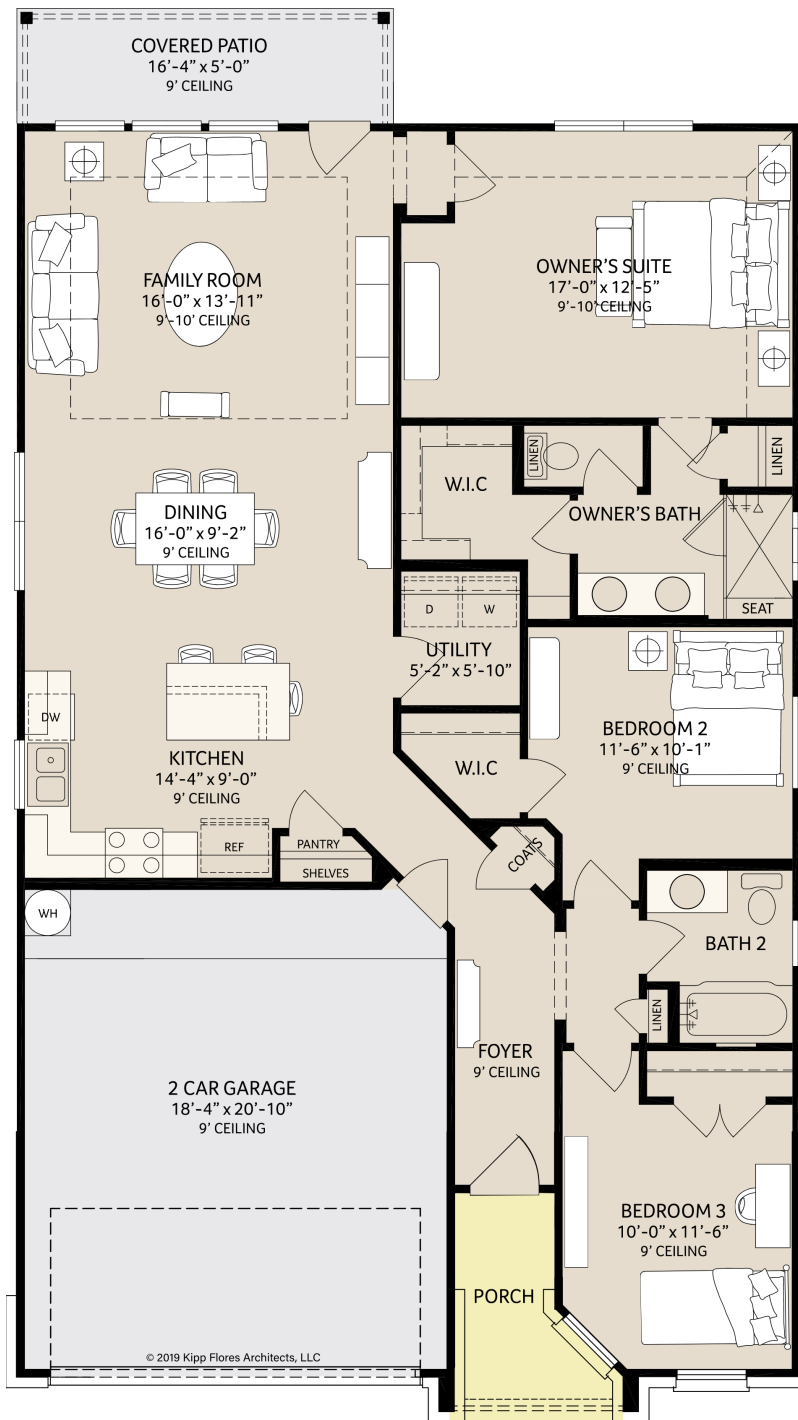 COVERED PATIO
16'-4" x 5'-0"
9' CEILING
FAMILY ROOM
16'-0" x 13'-11"
9'-10' CEILING
OWNER'S SUITE
17'-0" x 12'-5"
9'-10' CEILING
W.I.C
LINEN
LINEN
OWNER'S BATH
SEAT
DINING
16'-0" x 9'-2"
9' CEILING
D
W
UTILITY
5'-2" x 5'-10"
DW
KITCHEN
14'-4" x 9'-0"
9' CEILING
W.I.C
BEDROOM 2
11'-6" x 10'-1"
9' CEILING
REF
PANTRY
SHELVES
COATS
WH
BATH 2
LINEN
FOYER
9' CEILING
2 CAR GARAGE
18'-4" x 20'-10"
9' CEILING
BEDROOM 3
10'-0" x 11'-6"
9' CEILING
PORCH
© 2019 Kipp Flores Architects, LLC